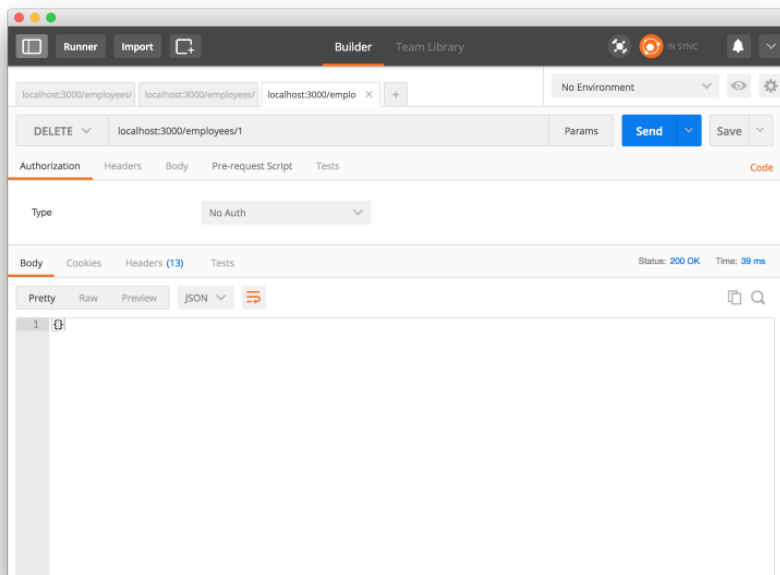 Runner Import Builder Team Library IN SYNC
localhost:3000/employees/ localhost:3000/employees/ localhost:3000/emplo × + No Environment
DELETE localhost:3000/employees/1 Params Send Save
Authorization Headers Body Pre-request Script Tests Code
Type No Auth
Body Cookies Headers (13) Tests Status: 200 OK Time: 39 ms
Pretty Raw Preview JSON
1 {}